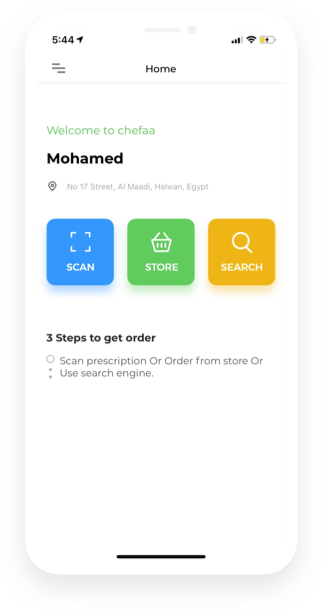 5:44
Home
Welcome to chefaa
Mohamed
No 17 Street, Al Maadi, Helwan, Egypt
SCAN STORE SEARCH
3 Steps to get order
Scan prescription Or Order from store Or
Use search engine.